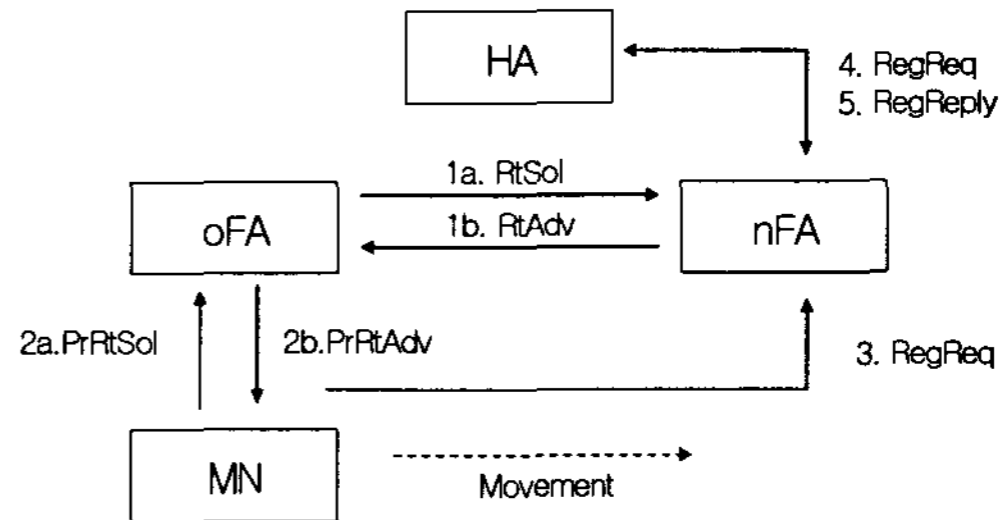 HA
4. RegReq
5. RegReply
1a. RtSol
oFA
1b. RtAdv
nFA
2a.PrRtSol
2b.PrRtAdv
3. RegReq
MN
Movement